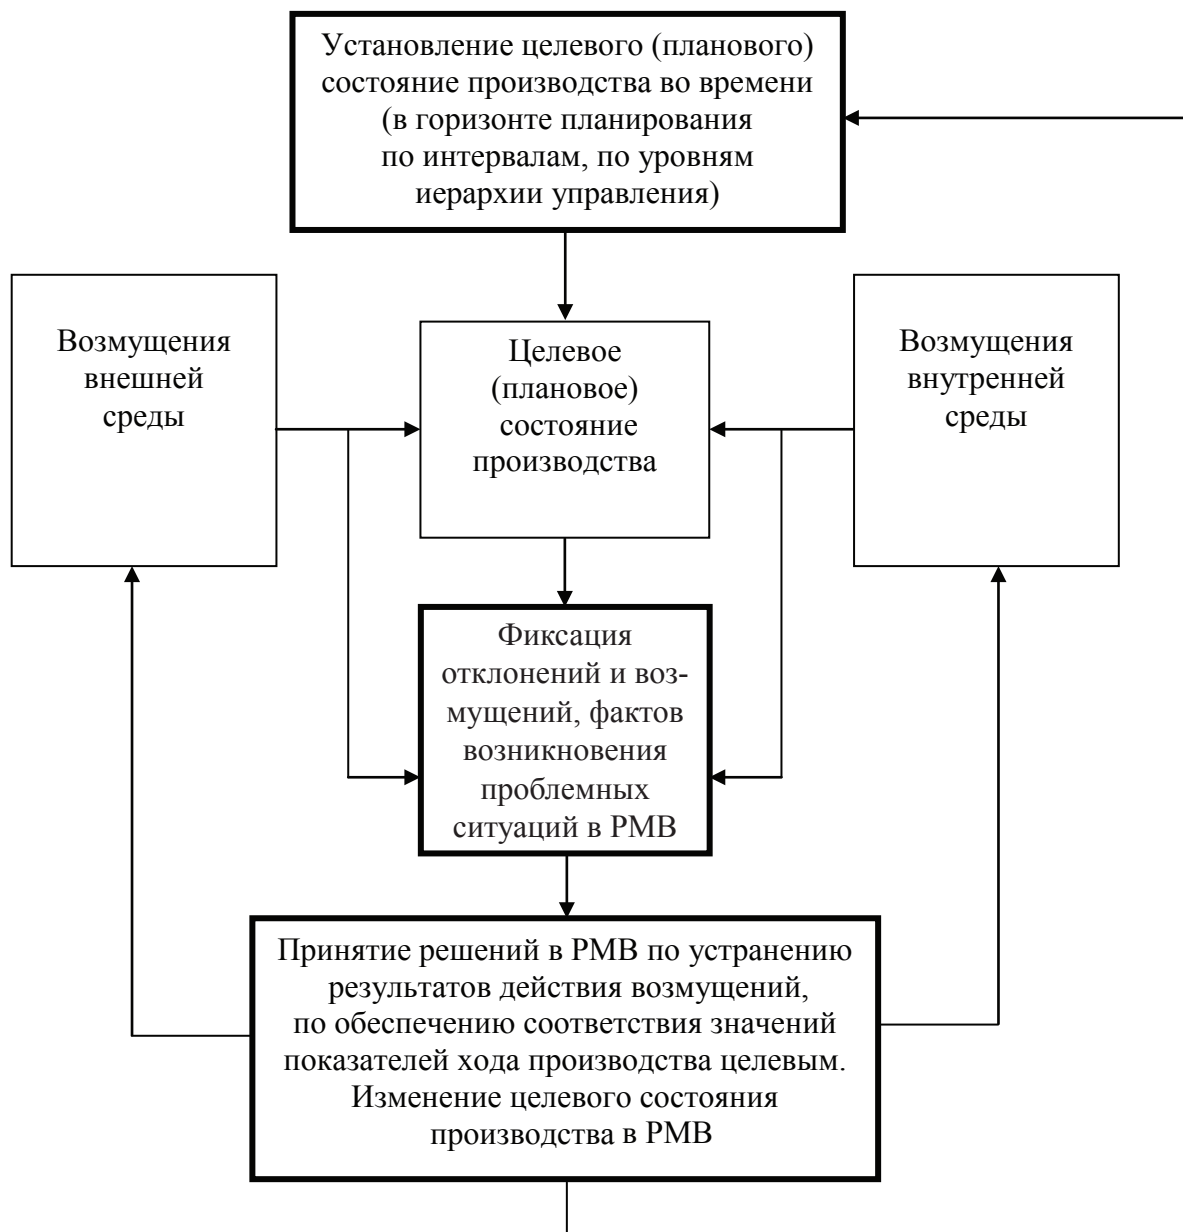 Установление целевого (планового)
состояние производства во времени
(в горизонте планирования
по интервалам, по уровням
иерархии управления)
Возмущения
внешней
среды
Целевое
(плановое)
состояние
производства
Возмущения
внутренней
среды
Фиксация
отклонений и воз-
мущений, фактов
возникновения
проблемных
ситуаций в РМВ
Принятие решений в РМВ по устранению
результатов действия возмущений,
по обеспечению соответствия значений
показателей хода производства целевым.
Изменение целевого состояния
производства в РМВ